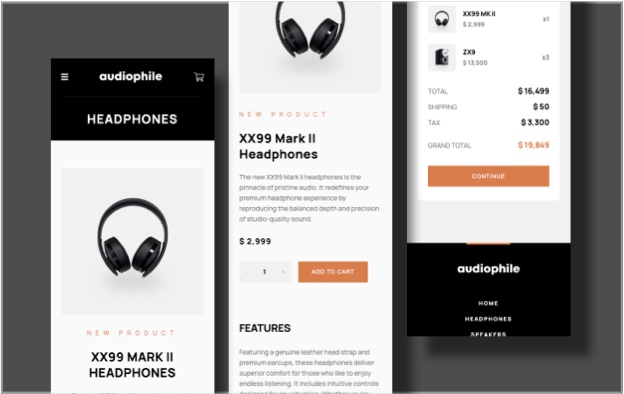 audiophile
HEADPHONES
NEW PRODUCT
XX99 MARK II
HEADPHONES
NEW PRODUCT
XX99 Mark II
Headphones
The new XX99 Mark II headphones is the
pinnacle of pristine audio. It redefines your
premium headphone experience by
reproducing the balanced depth and precision
of studio-quality sound.
$ 2,999
- 1 +
ADD TO CART
FEATURES
Featuring a genuine leather head strap and
premium earcups, these headphones deliver
superior comfort for those who like to enjoy
endless listening. It includes intuitive controls
XX99 MK II
$ 2,999
x1
ZX9
$ 13,500
x3
TOTAL $ 16,499
SHIPPING $ 50
TAX $ 3,300
GRAND TOTAL $ 19,849
CONTINUE
audiophile
HOME
HEADPHONES
SPEAKERS